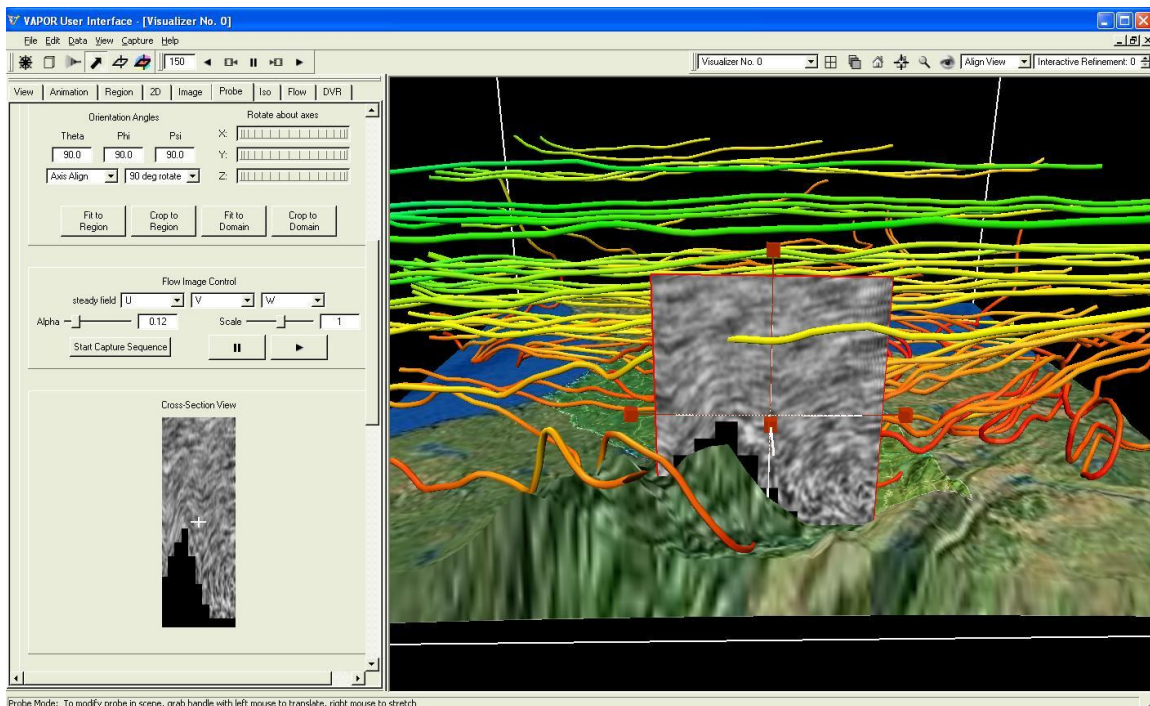 VAPOR User Interface - [Visualizer No. 0]
File Edit Data View Capture Help
150
Visualizer No. 0
Align View
Interactive Refinement: 0
View Animation Region 2D Image Probe Iso Flow DVR
Orientation Angles
Rotate about axes
Theta Phi Psi
X:
90.0 90.0 90.0
Y:
Axis Align 90 deg rotate
Z:
Fit to Region
Crop to Region
Fit to Domain
Crop to Domain
Flow Image Control
steady field U V W
Alpha 0.12 Scale 1
Start Capture Sequence
Cross-Section View
Probe Mode: To modify probe in scene, grab handle with left mouse to translate, right mouse to stretch